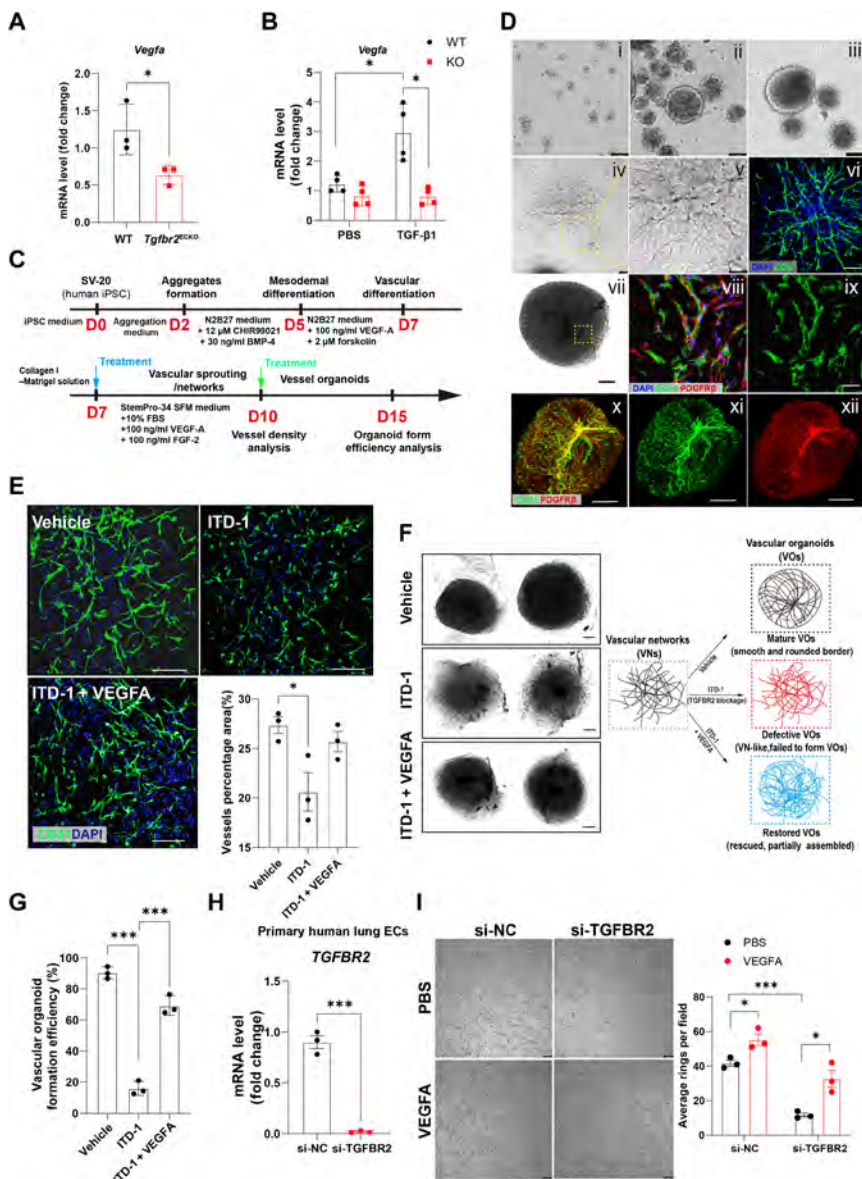 A
Vegfa
*
mRNA level (fold change)
2.0
1.5
1.0
0.5
0.0
WT
Tgfbr2ECKO
B
Vegfa
WT
KO
*
*
mRNA level
(fold change)
5
4
3
2
1
0
PBS
TGF-β1
C
SV-20
(human iPSC)
Aggregates
formation
Mesodemal
differentiation
Vascular
differentiation
iPSC medium
D0
Aggregation
medium
D2
N2B27 medium
+ 12 µM CHIR99021
+ 30 ng/ml BMP-4
D5
N2B27 medium
+ 100 ng/ml VEGF-A
+ 2 µM forskolin
D7
Collagen I
–Matrigel solution
Treatment
Vascular sprouting
/networks
Treatment
Vessel organoids
D7
StemPro-34 SFM medium
+10% FBS
+100 ng/ml VEGF-A
+ 100 ng/ml FGF-2
D10
Vessel density
analysis
D15
Organoid form
efficiency analysis
D
i
ii
iii
iv
v
vi
DAPI
vii
viii
PDGFRβ
ix
x
PDGFRβ
xi
xii
E
Vehicle
ITD-1
ITD-1 + VEGFA
CD31DAPI
Vessels percentage area(%)
30
25
20
15
*
Vehicle
ITD-1
ITD-1 + VEGFA
F
Vehicle
ITD-1
ITD-1 + VEGFA
Vascular networks
(VNs)
Vehicle
ITD-1
(TGFBR2 blockage)
ITD-1
+ VEGFA
Vascular organoids
(VOs)
Mature VOs
(smooth and rounded border)
Defective VOs
(VN-like,failed to form VOs)
Restored VOs
(rescued, partially assembled)
G
***
***
Vascular organoid
formation efficiency (%)
100
80
60
40
20
0
Vehicle
ITD-1
ITD-1 + VEGFA
H
Primary human lung ECs
TGFBR2
***
mRNA level
(fold change)
1.5
1.0
0.5
0.0
si-NC
si-TGFBR2
I
si-NC
si-TGFBR2
PBS
VEGFA
PBS
VEGFA
***
*
*
Average rings per field
80
60
40
20
0
si-NC
si-TGFBR2